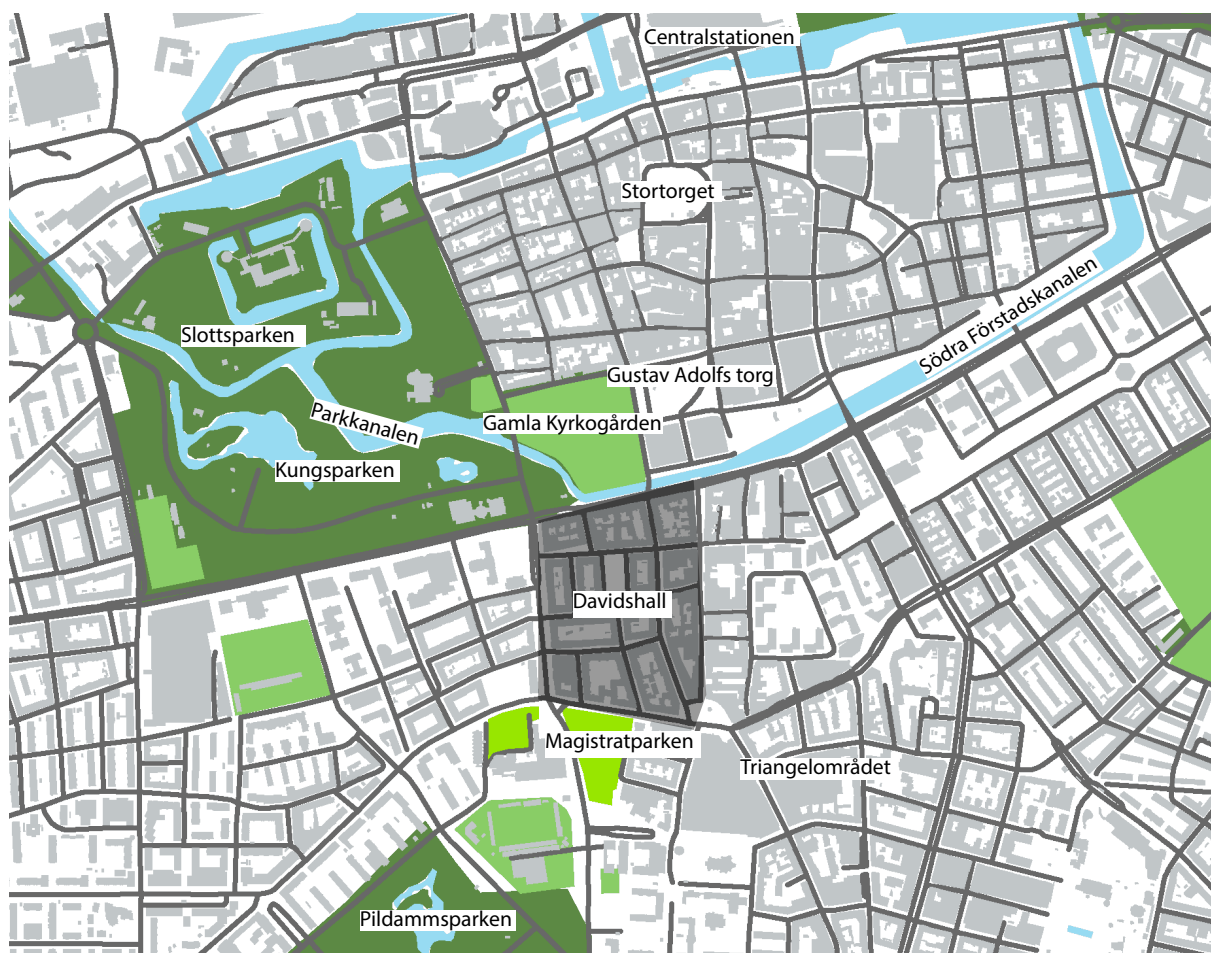 Centralstationen
Stortorget
Södra Förstadskanalen
Slottsparken
Gustav Adolfs torg
Parkkanalen
Gamla Kyrkogården
Kungsparken
Davidshall
Magistratparken
Triangelområdet
Pildammsparken